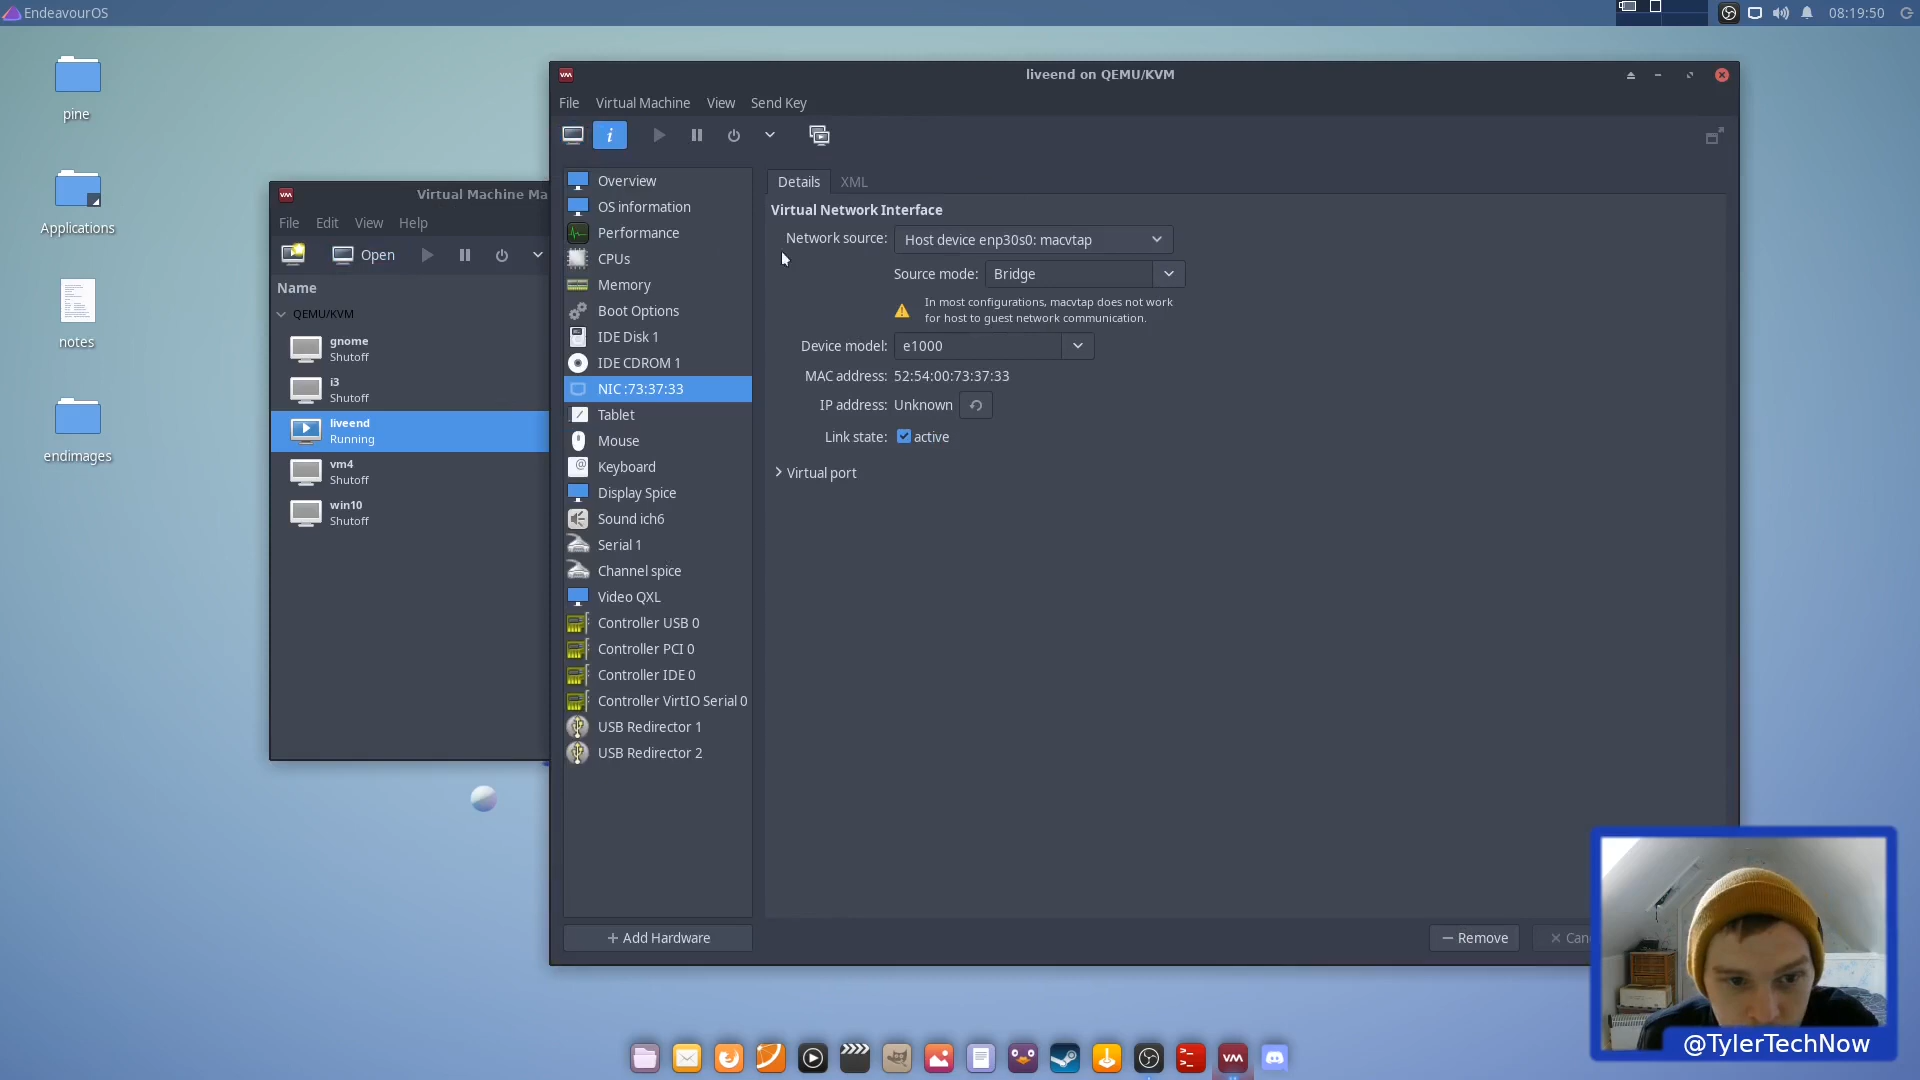 EndeavourOS
08:19:50
pine
Applications
notes
endimages
Virtual Machine Ma
File Edit View Help
Open
Name
QEMU/KVM
gnome
Shutoff
i3
Shutoff
liveend
Running
vm4
Shutoff
win10
Shutoff
liveend on QEMU/KVM
File Virtual Machine View Send Key
Overview
OS information
Performance
CPUs
Memory
Boot Options
IDE Disk 1
IDE CDROM 1
NIC :73:37:33
Tablet
Mouse
Keyboard
Display Spice
Sound ich6
Serial 1
Channel spice
Video QXL
Controller USB 0
Controller PCI 0
Controller IDE 0
Controller VirtIO Serial 0
USB Redirector 1
USB Redirector 2
Add Hardware
Details XML
Virtual Network Interface
Network source: Host device enp30s0: macvtap
Source mode: Bridge
In most configurations, macvtap does not work
for host to guest network communication.
Device model: e1000
MAC address: 52:54:00:73:37:33
IP address: Unknown
Link state: active
Virtual port
Remove
Can
@TylerTechNow